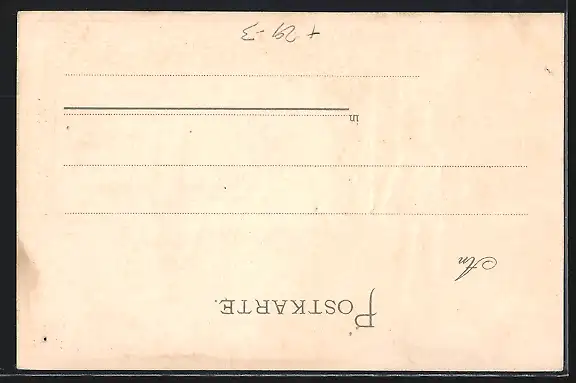 POSTKARTE.
An
in
+ 29-3